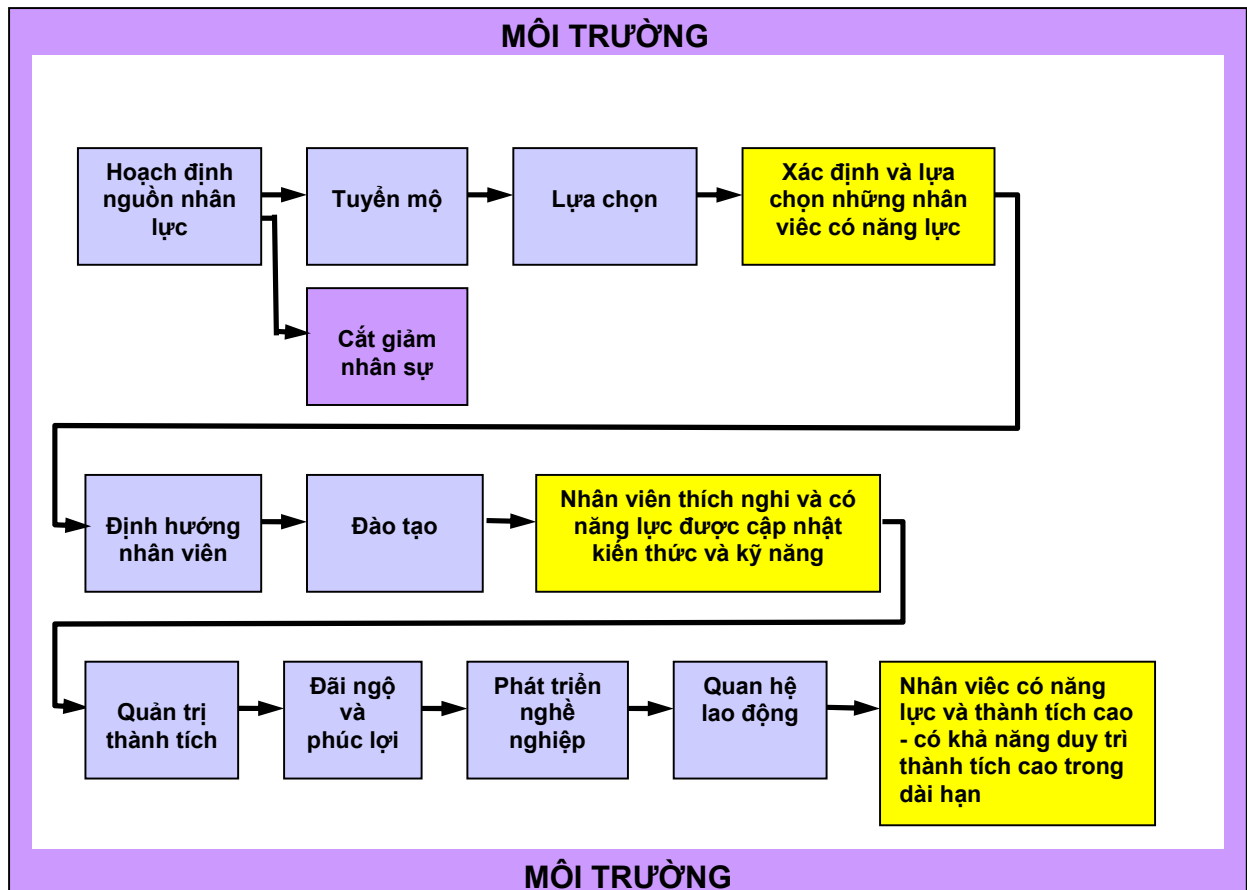 MÔI TRƯỜNG
Hoạch định
nguồn nhân
lực
Tuyển mộ
Lựa chọn
Xác định và lựa
chọn những nhân
viêc có năng lực
Cắt giảm
nhân sự
Định hướng
nhân viên
Đào tạo
Nhân viên thích nghi và có
năng lực được cập nhật
kiến thức và kỹ năng
Quản trị
thành tích
Đãi ngộ
và
phúc lợi
Phát triển
nghề
nghiệp
Quan hệ
lao động
Nhân viêc có năng
lực và thành tích cao
- có khả năng duy trì
thành tích cao trong
dài hạn
MÔI TRƯỜNG